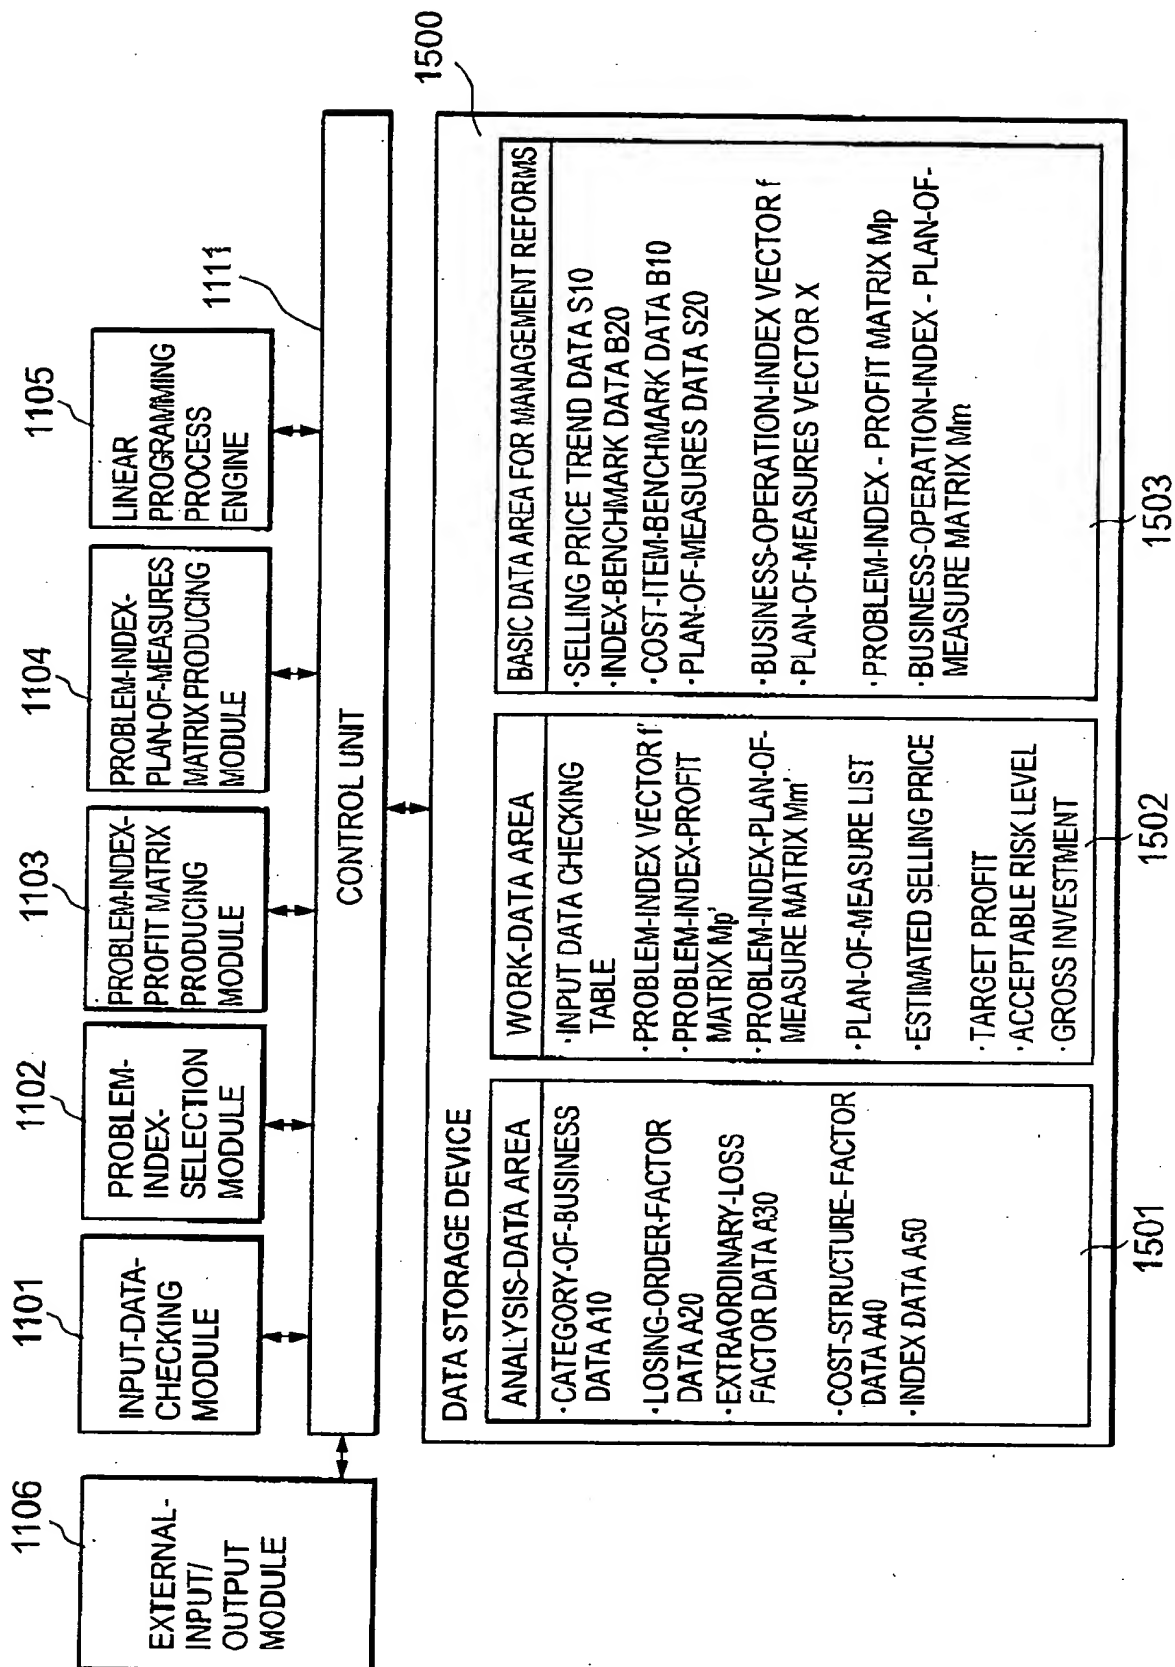 1106
EXTERNAL-
INPUT/
OUTPUT
MODULE
1101
INPUT-DATA-
CHECKING
MODULE
1102
PROBLEM-
INDEX-
SELECTION
MODULE
1103
PROBLEM-INDEX-
PROFIT MATRIX
PRODUCING
MODULE
1104
PROBLEM-INDEX-
PLAN-OF-MEASURES
MATRIX PRODUCING
MODULE
1105
LINEAR
PROGRAMMING
PROCESS
ENGINE
1111
CONTROL UNIT
1500
DATA STORAGE DEVICE
ANALYSIS-DATA AREA
·CATEGORY-OF-BUSINESS
DATA A10
·LOSING-ORDER-FACTOR
DATA A20
·EXTRAORDINARY-LOSS
FACTOR DATA A30
·COST-STRUCTURE-FACTOR
DATA A40
·INDEX DATA A50
1501
WORK-DATA AREA
·INPUT DATA CHECKING
TABLE
·PROBLEM-INDEX VECTOR f'
·PROBLEM-INDEX-PROFIT
MATRIX Mp'
·PROBLEM-INDEX-PLAN-OF-
MEASURE MATRIX Mm'
·PLAN-OF-MEASURE LIST
·ESTIMATED SELLING PRICE
·TARGET PROFIT
·ACCEPTABLE RISK LEVEL
·GROSS INVESTMENT
1502
BASIC DATA AREA FOR MANAGEMENT REFORMS
·SELLING PRICE TREND DATA S10
·INDEX-BENCHMARK DATA B20
·COST-ITEM-BENCHMARK DATA B10
·PLAN-OF-MEASURES DATA S20
·BUSINESS-OPERATION-INDEX VECTOR f
·PLAN-OF-MEASURES VECTOR X
·PROBLEM-INDEX - PROFIT MATRIX Mp
·BUSINESS-OPERATION-INDEX - PLAN-OF-
MEASURE MATRIX Mm
1503